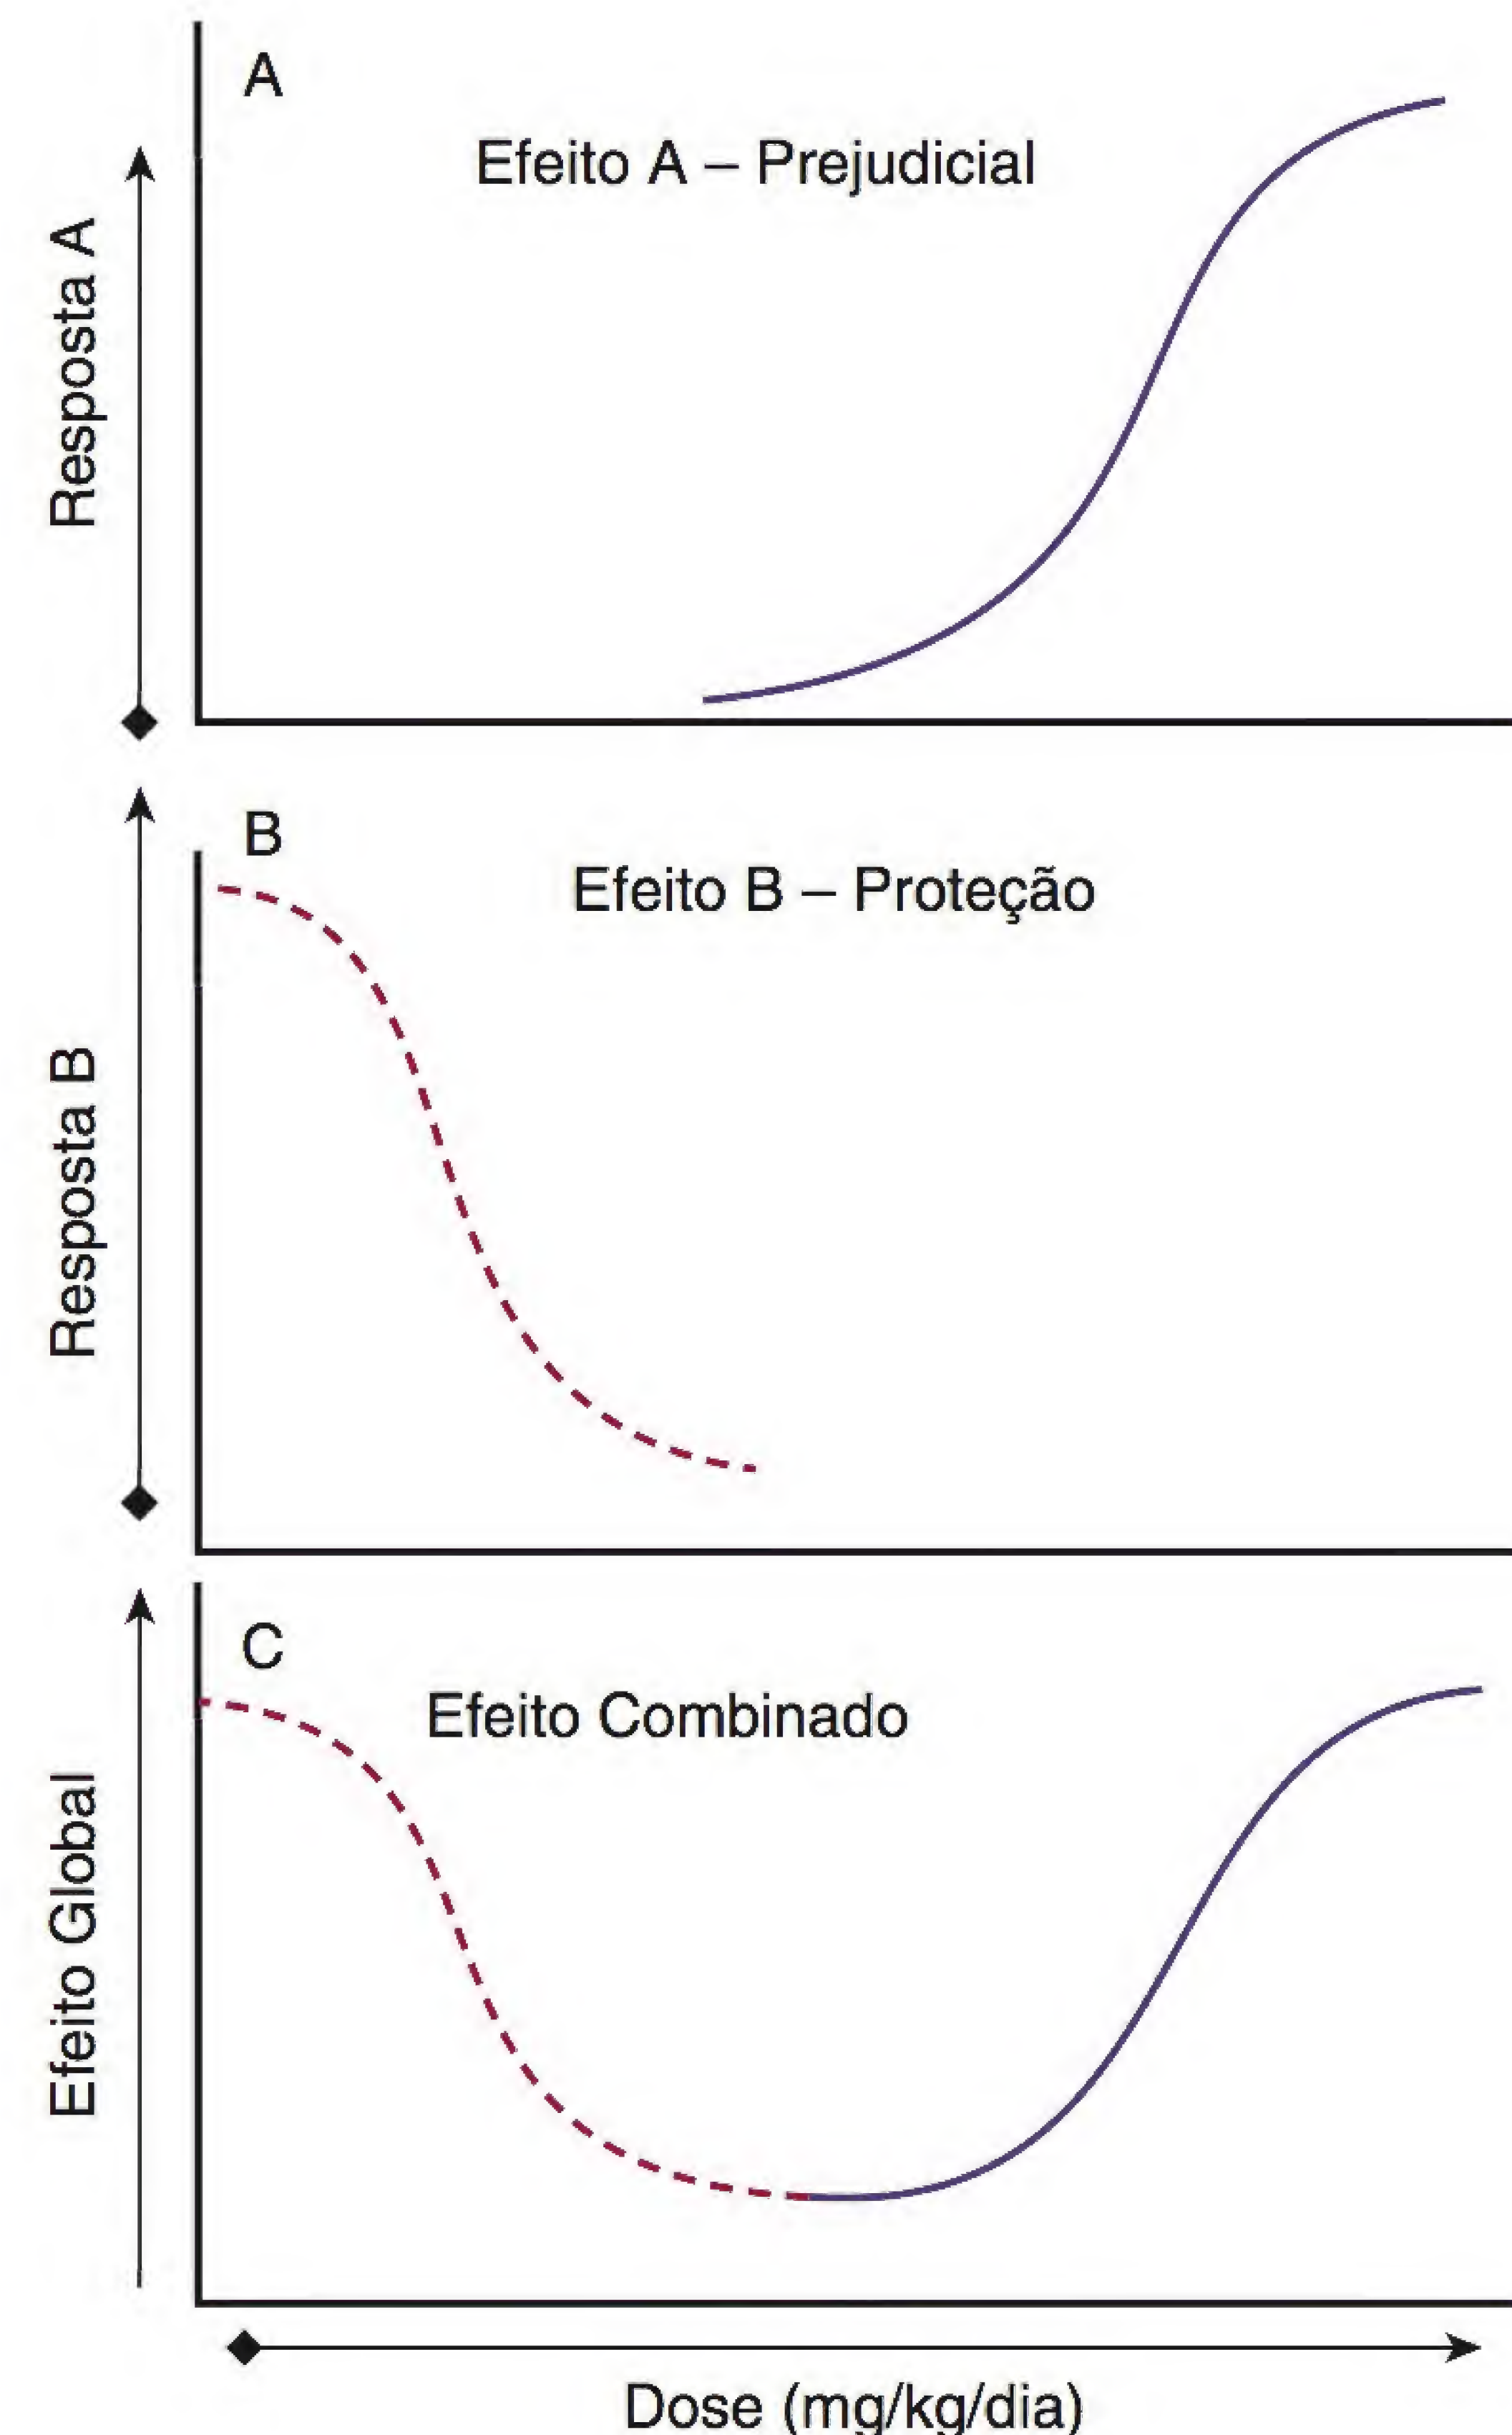 A
Efeito A – Prejudicial
Resposta A
B
Efeito B – Proteção
Resposta B
C
Efeito Combinado
Efeito Global
Dose (mg/kg/dia)